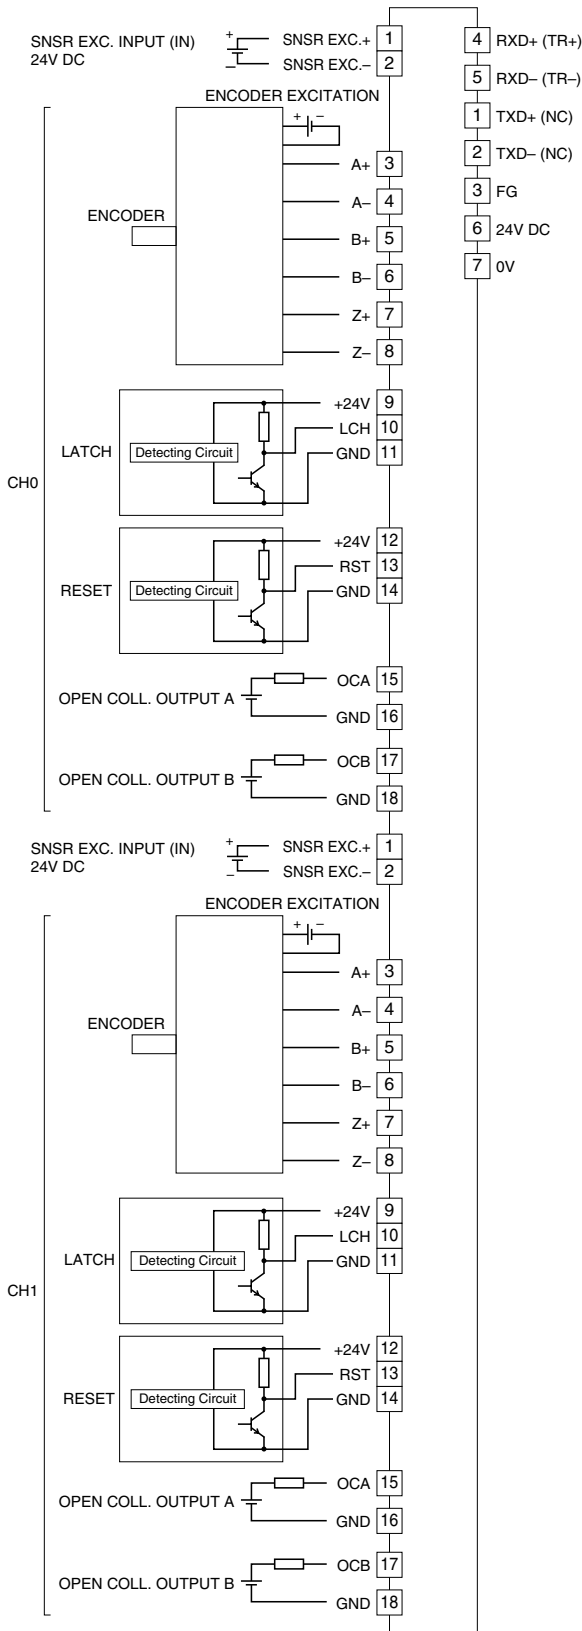 SNSR EXC. INPUT (IN)
24V DC
+
–
SNSR EXC.+ 1
SNSR EXC.– 2
ENCODER EXCITATION
+ –
ENCODER
A+ 3
A– 4
B+ 5
B– 6
Z+ 7
Z– 8
CH0
LATCH
Detecting Circuit
+24V 9
LCH 10
GND 11
RESET
Detecting Circuit
+24V 12
RST 13
GND 14
OPEN COLL. OUTPUT A
OCA 15
GND 16
OPEN COLL. OUTPUT B
OCB 17
GND 18
SNSR EXC. INPUT (IN)
24V DC
+
–
SNSR EXC.+ 1
SNSR EXC.– 2
ENCODER EXCITATION
+ –
ENCODER
A+ 3
A– 4
B+ 5
B– 6
Z+ 7
Z– 8
CH1
LATCH
Detecting Circuit
+24V 9
LCH 10
GND 11
RESET
Detecting Circuit
+24V 12
RST 13
GND 14
OPEN COLL. OUTPUT A
OCA 15
GND 16
OPEN COLL. OUTPUT B
OCB 17
GND 18
4 RXD+ (TR+)
5 RXD– (TR–)
1 TXD+ (NC)
2 TXD– (NC)
3 FG
6 24V DC
7 0V